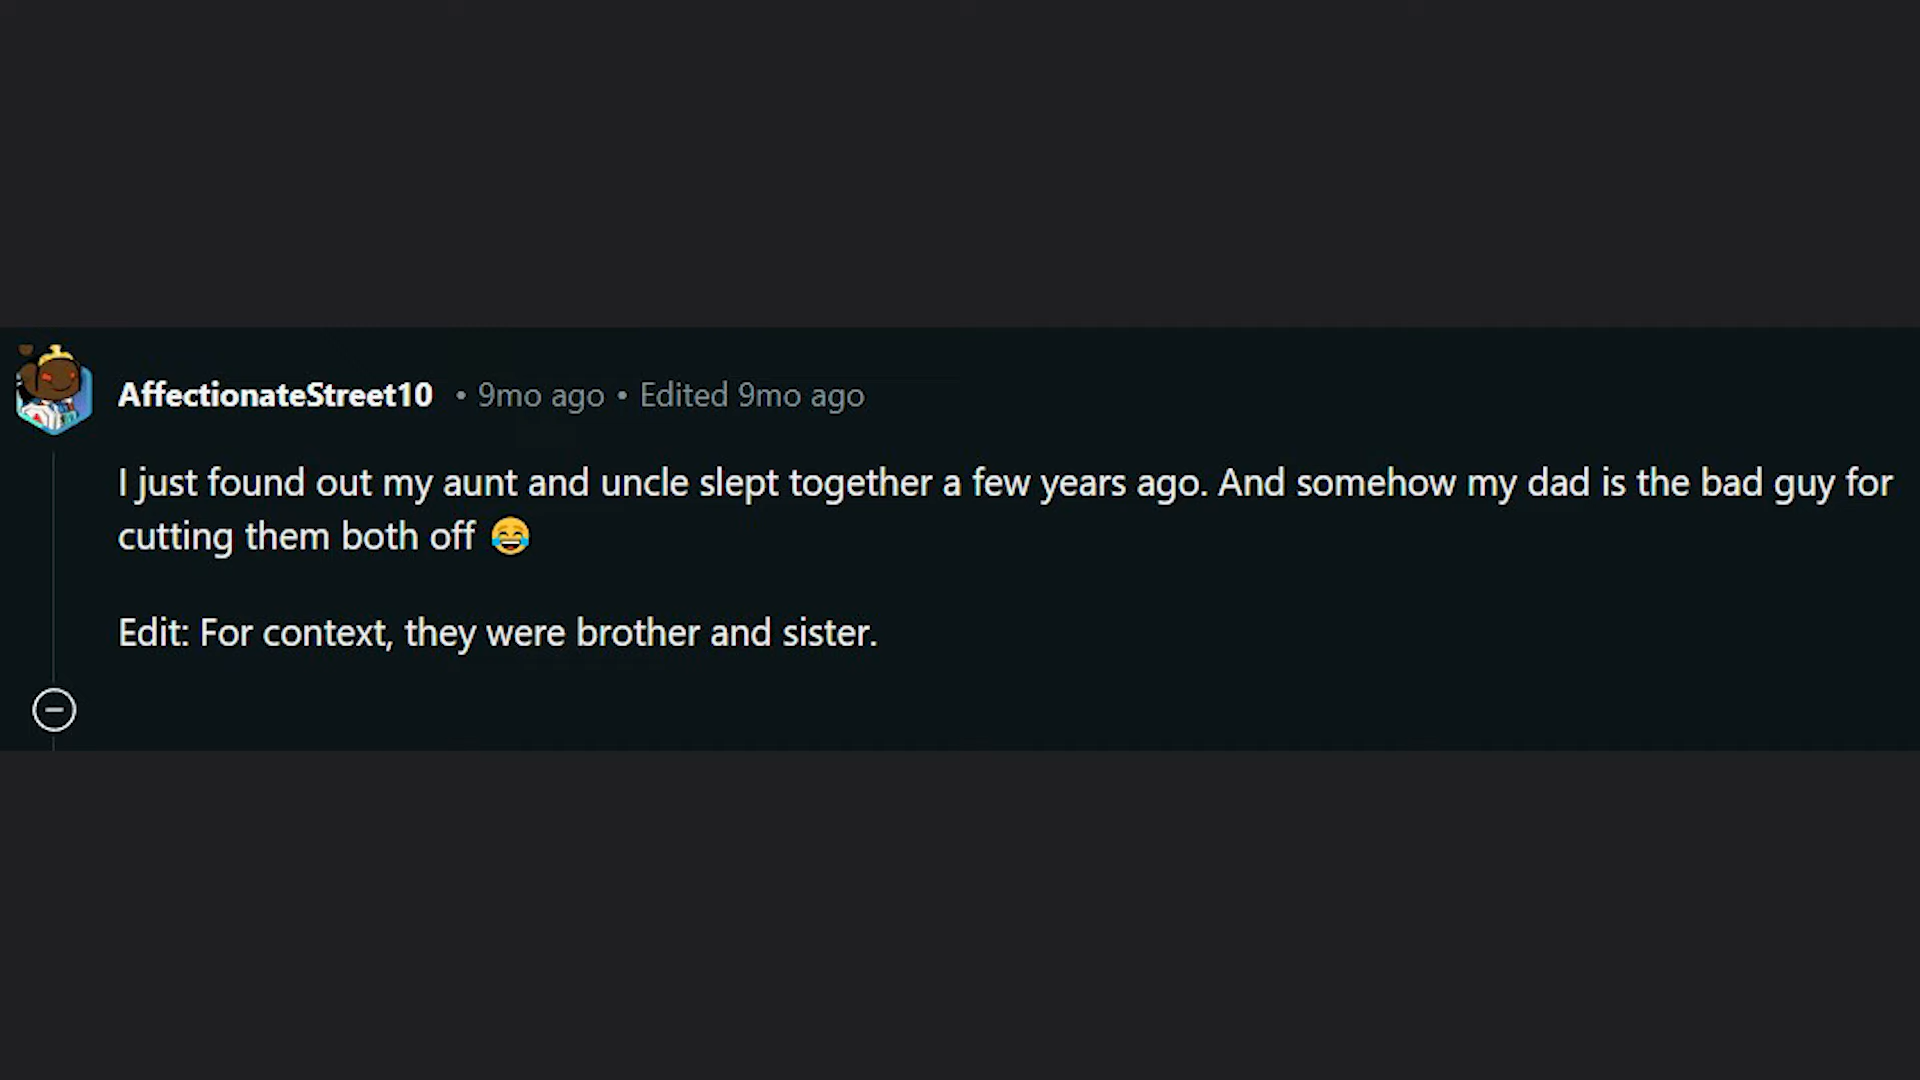 AffectionateStreet10 • 9mo ago • Edited 9mo ago
I just found out my aunt and uncle slept together a few years ago. And somehow my dad is the bad guy for
cutting them both off 😂
Edit: For context, they were brother and sister.